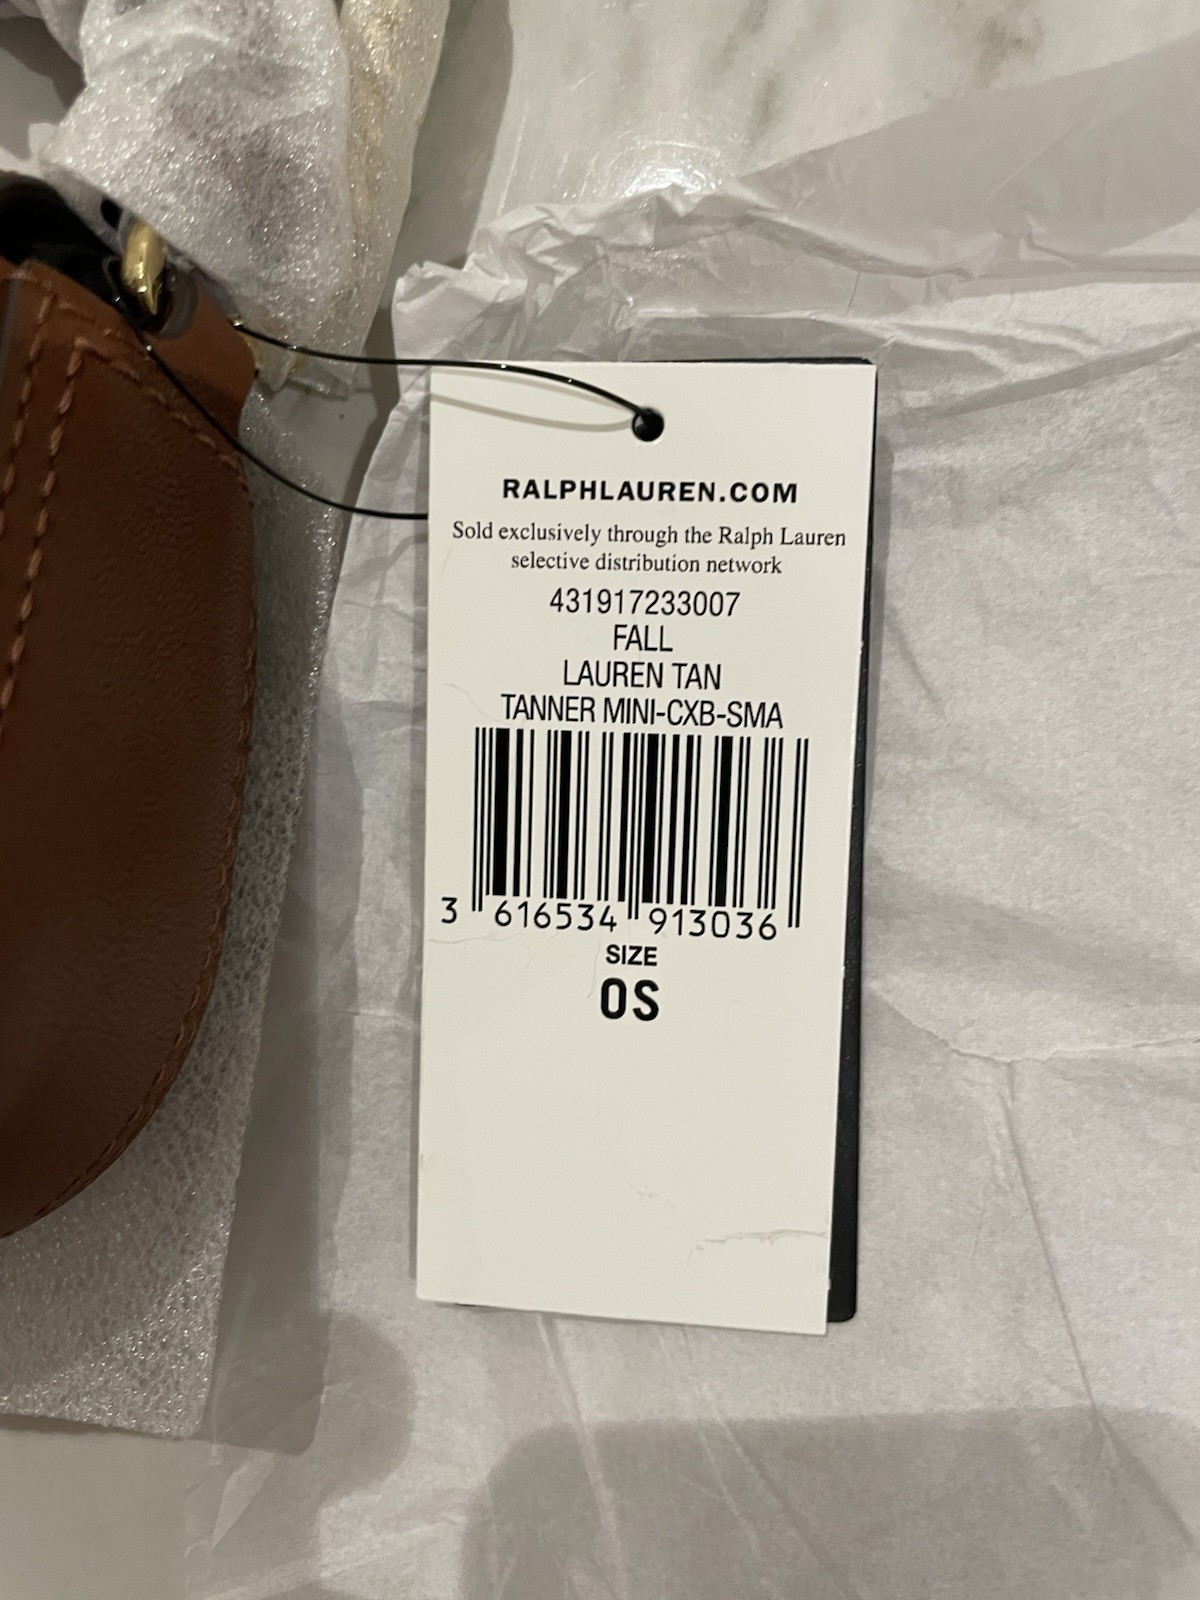 RALPHLAUREN.COM
Sold exclusively through the Ralph Lauren
selective distribution network
431917233007
FALL
LAUREN TAN
TANNER MINI-CXB-SMA
3 616534 913036
SIZE
OS